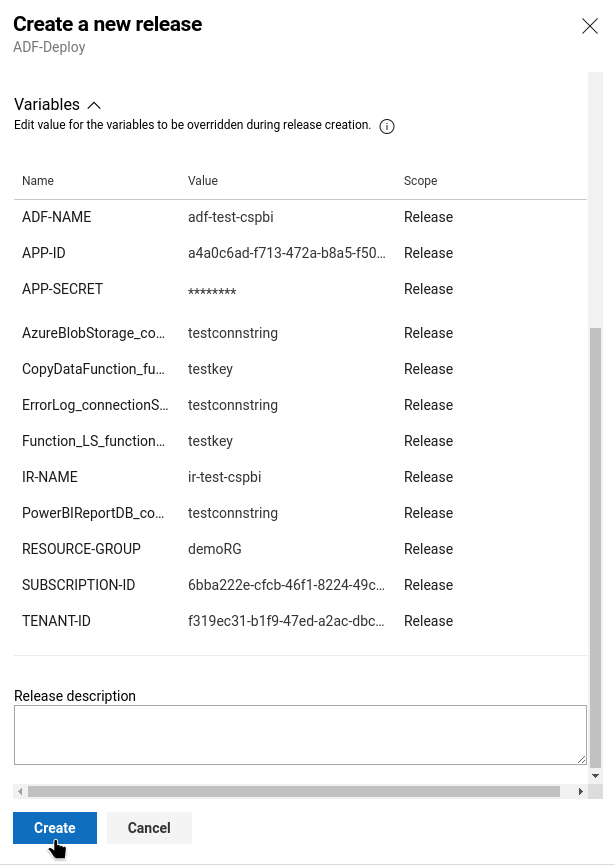 Create a new release
ADF-Deploy
Variables
Edit value for the variables to be overridden during release creation.
Name Value Scope
ADF-NAME adf-test-cspbi Release
APP-ID a4a0c6ad-f713-472a-b8a5-f50... Release
APP-SECRET ******** Release
AzureBlobStorage_co... testconnstring Release
CopyDataFunction_fu... testkey Release
ErrorLog_connectionS... testconnstring Release
Function_LS_function... testkey Release
IR-NAME ir-test-cspbi Release
PowerBIReportDB_co... testconnstring Release
RESOURCE-GROUP demoRG Release
SUBSCRIPTION-ID 6bba222e-cfcb-46f1-8224-49c... Release
TENANT-ID f319ec31-b1f9-47ed-a2ac-dbc... Release
Release description
Create Cancel